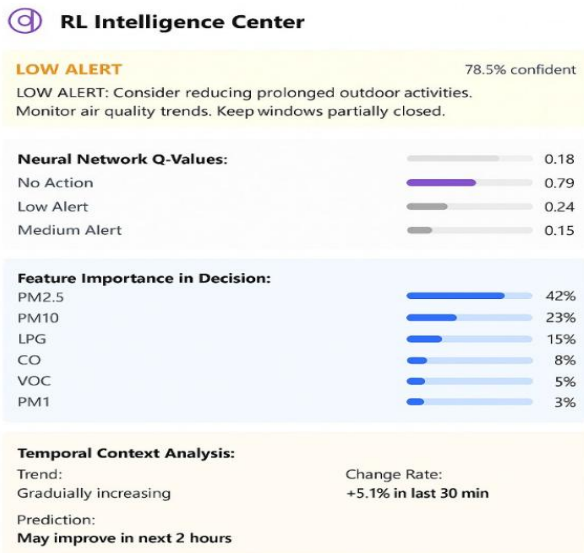 RL Intelligence Center
LOW ALERT 78.5% confident
LOW ALERT: Consider reducing prolonged outdoor activities.
Monitor air quality trends. Keep windows partially closed.
Neural Network Q-Values: 0.18
No Action 0.79
Low Alert 0.24
Medium Alert 0.15
Feature Importance in Decision:
PM2.5 42%
PM10 23%
LPG 15%
CO 8%
VOC 5%
PM1 3%
Temporal Context Analysis:
Trend: Change Rate:
Graduially increasing +5.1% in last 30 min
Prediction:
May improve in next 2 hours